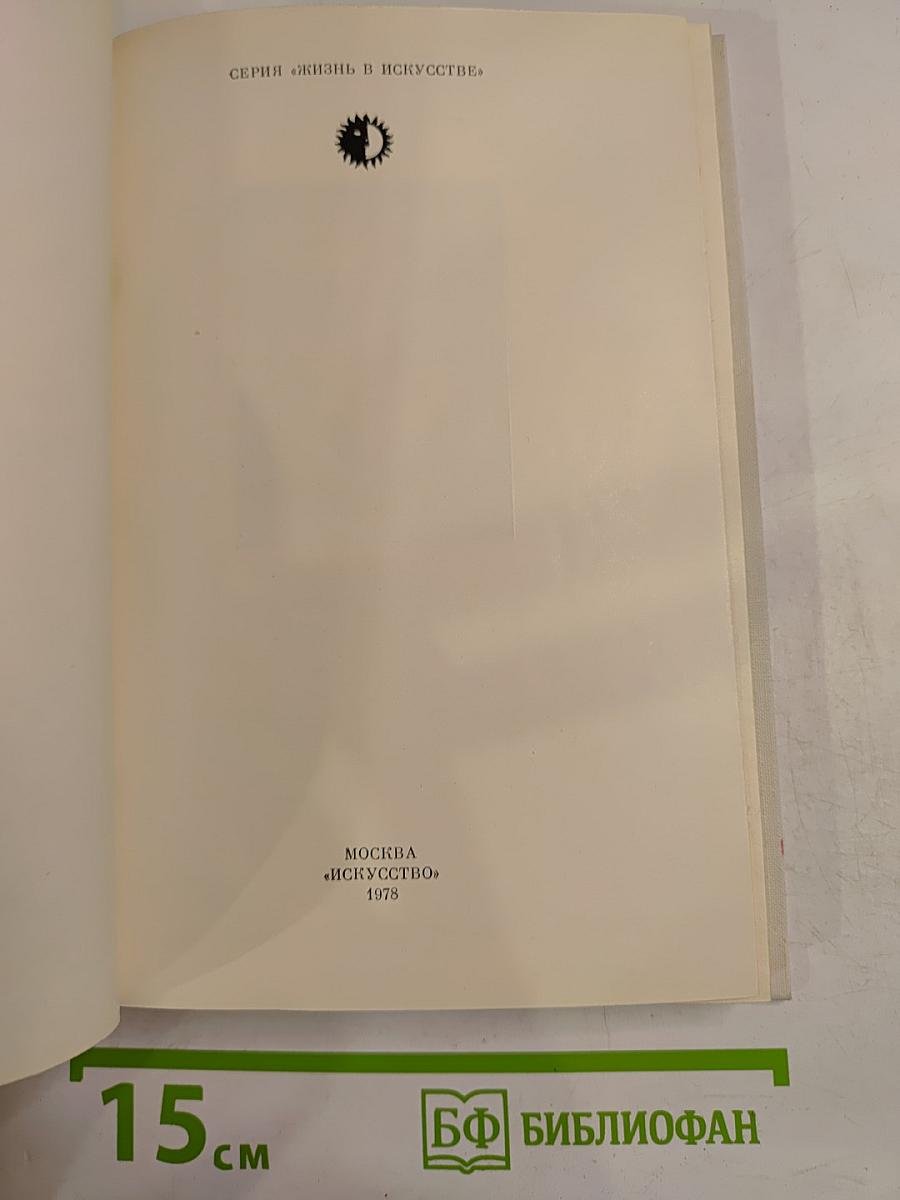 СЕРИЯ «ЖИЗНЬ В ИСКУССТВЕ»
МОСКВА
«ИСКУССТВО»
1978
15 см
БФ БИБЛИОФАН